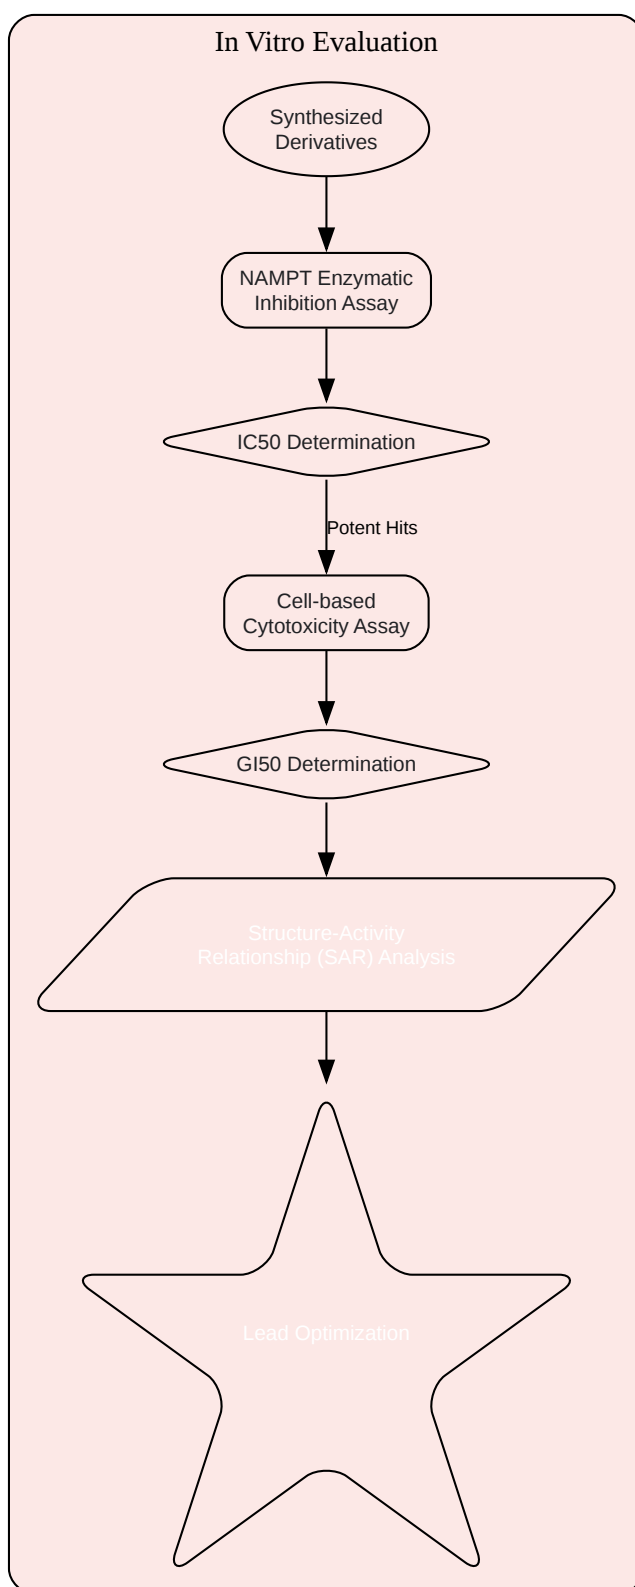 In Vitro Evaluation
Synthesized
Derivatives
NAMPT Enzymatic
Inhibition Assay
IC50 Determination
Potent Hits
Cell-based
Cytotoxicity Assay
GI50 Determination
Structure-Activity
Relationship (SAR) Analysis
Lead Optimization